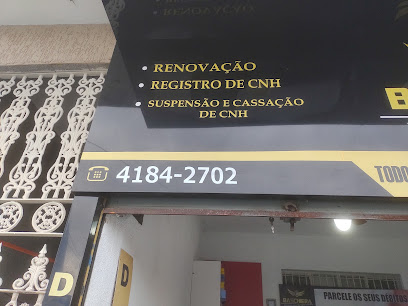 • RENOVAÇÃO
• REGISTRO DE CNH
• SUSPENSÃO E CASSAÇÃO
DE CNH
B
4184-2702
TODO
D
D
PARCELE OS SEUS DÉBITOS